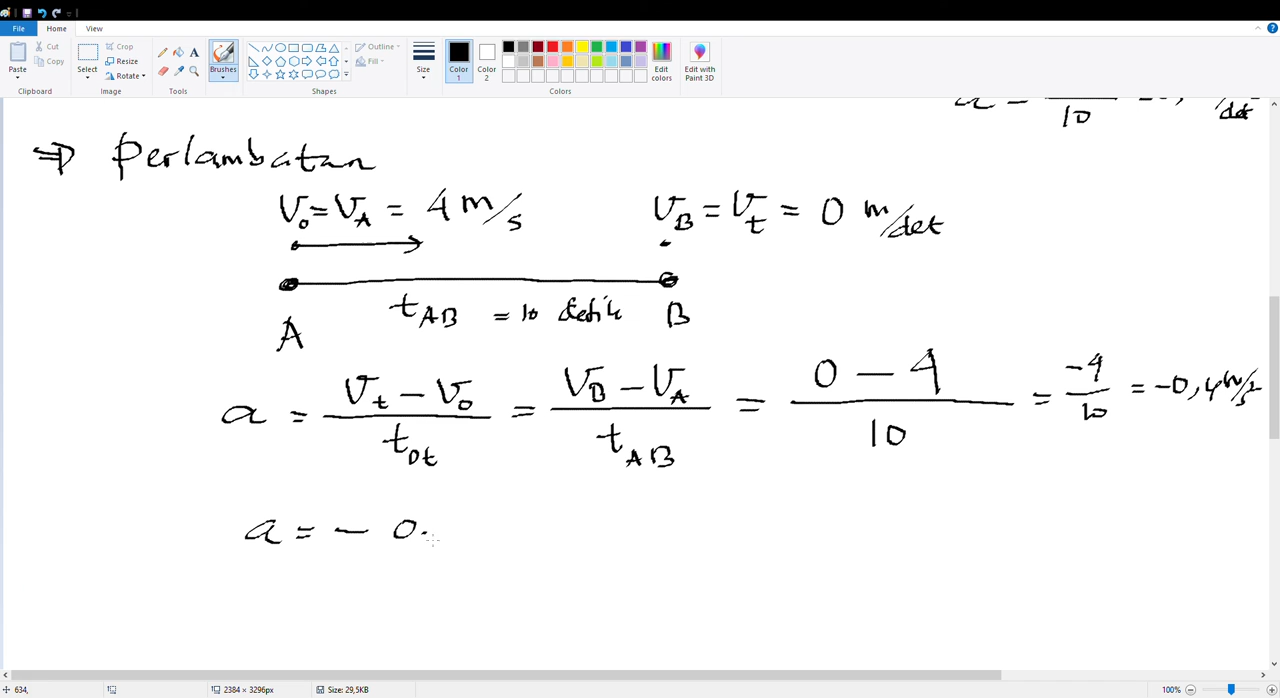 File Home View
Paste Cut Copy Select Crop Resize Rotate Brushes Outline Fill Size Color 1 Color 2 Edit colors Edit with Paint 3D
Clipboard Image Tools Shapes Colors
10 det
⇒ Perlambatan
V₀ = V_A = 4 m/s V_B = V_t = 0 m/det
t_AB = 10 detik
A B
a = (V_t − V₀)/t_0t = (V_B − V_A)/t_AB = (0 − 4)/10 = −4/10 = −0,4 m/s²
a = − 0.
634, 2384 × 3296px Size: 29,5KB 100%